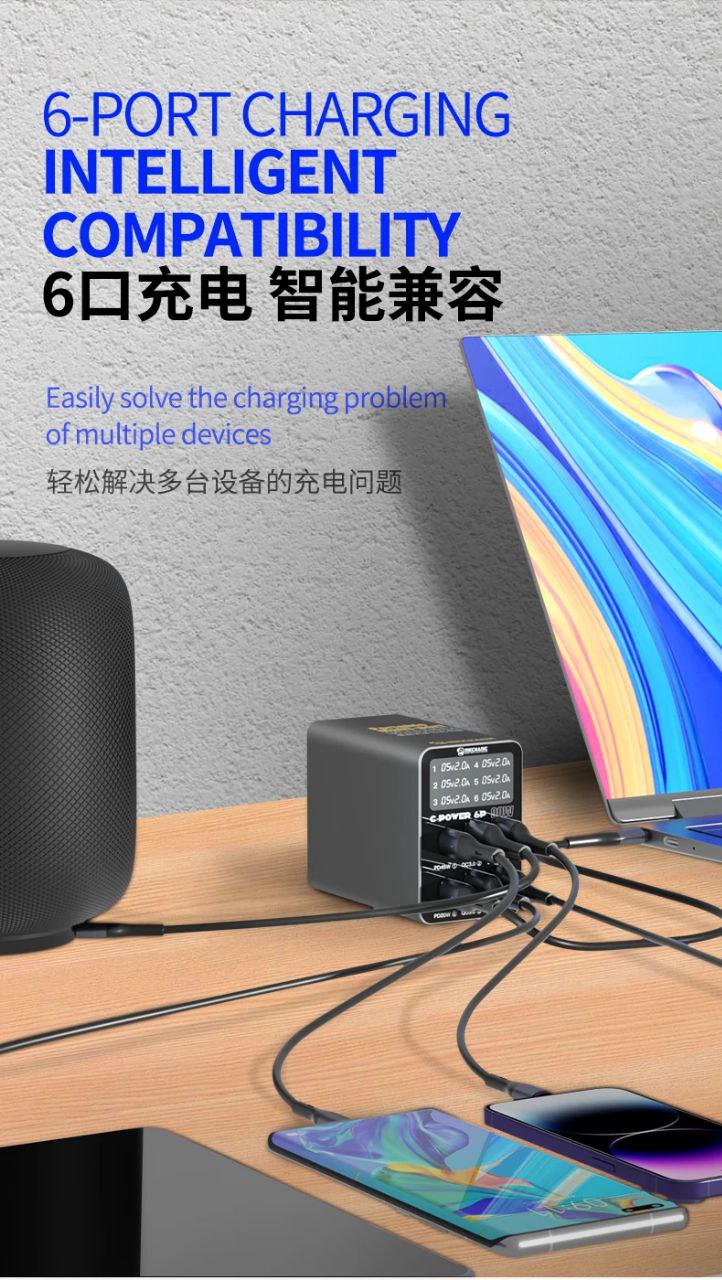 6-PORT CHARGING
INTELLIGENT
COMPATIBILITY
6口充电 智能兼容
Easily solve the charging problem
of multiple devices
轻松解决多台设备的充电问题
MECHANIC
1 05v2.0A 4 05v2.0A
2 05v2.0A 5 05v2.0A
3 05v2.0A 6 05v2.0A
C-POWER 6P 90W